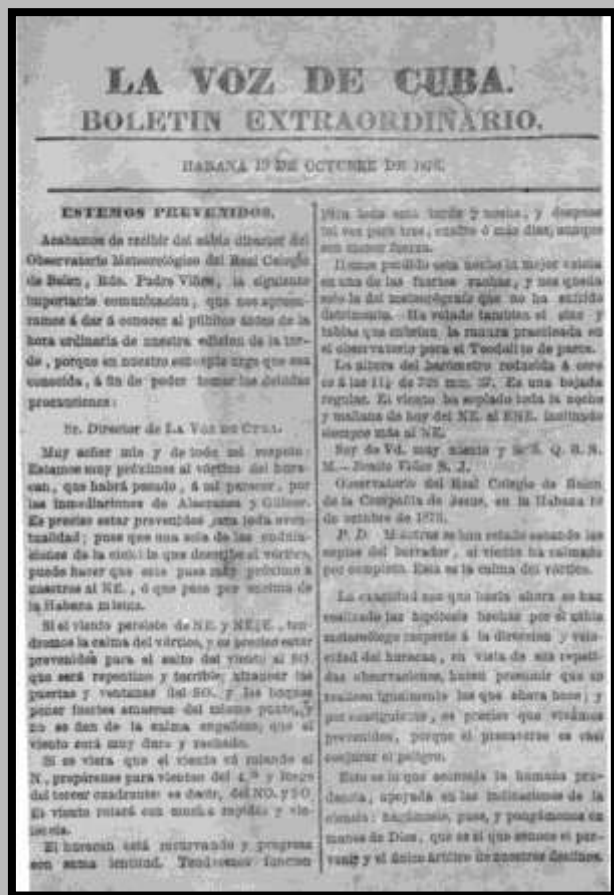 LA VOZ DE CUBA.
BOLETIN EXTRAORDINARIO.
HABANA 19 DE OCTUBRE DE 1876.
ESTEMOS PREVENIDOS.
Acabamos de recibir del sábio director del
Observatorio Meteorológico del Real Colegio
de Belen, Rdo. Padre Viñes, la siguiente
importante comunicacion, que nos apresu-
ramos á dar á conocer al público ántes de la
hora ordinaria de nuestra edicion de la tar-
de, porque en nuestro concepto urge que sea
conocida, á fin de poder tomar las debidas
precauciones:
Sr. Director de LA VOZ DE CUBA.
Muy señor mio y de todo mi respeto:
Estamos muy próximos al vórtice del hura-
can, que habrá pasado, á mi parecer, por
las inmediaciones de Alacranes y Güines.
Es preciso estar prevenidos para toda even-
tualidad; pues que una sola de las ondula-
ciones de la que describe el vórtice,
puede hacer que este pase muy próximo á
nosotros al NE., ó que pase por encima de
la Habana misma.
Si el viento persiste de NE. y NE¼E., ten-
dremos la calma del vórtice, y es preciso estar
prevenidos para el salto del viento al SO.
que será repentino y terrible; afianzar las
puertas y ventanas del SO. y los buques
poner fuertes amarras del mismo punto, y
no se fien de la calma engañosa, que el
viento será muy duro y rachado.
Si se viera que el viento vá rolando al
N., prepárense para vientos del 4.º y luego
del tercer cuadrante: es decir, del NO. y SO.
El viento rolará con mucha rapidez y vio-
lencia.
El huracan está recurvando y progresa
con suma lentitud. Tendremos funcion
para toda esta tarde y noche, y despues
tal vez para tres, cuatro ó más dias, aunque
con menor fuerza.
Hemos perdido esta noche la mejor veleta
en una de las fuertes rachas, y nos queda
solo la del meteorógrafo que no ha sufrido
detrimento. Ha volado tambien el zinc y
tablas que cubrian la ranura practicada en
el observatorio para el Teodolito de pasos.
La altura del barómetro reducida á cero
es á las 11¼ de mm. Es una bajada
regular. El viento ha soplado toda la noche
y mañana de hoy del NE. al ENE. inclinado
siempre más al NE.
Soy de Vd. muy atento y S. Q. B. S.
M.—Benito Viñes S. J.
Observatorio del Real Colegio de Belen
de la Compañía de Jesus, en la Habana 19
de octubre de 1876.
P. D. Mientras se han estado sacando las
copias del borrador, el viento ha calmado
por completo. Esta es la calma del vórtice.
La exactitud con que hasta ahora se han
realizado las hipótesis hechas por el sábio
meteorólogo respecto á la direccion y velo-
cidad del huracan, en vista de sus repeti-
das observaciones, hacen presumir que se
realicen igualmente las que ahora hace; y
por consiguiente, es preciso que vivamos
prevenidos, porque el precaverse es casi
conjurar el peligro.
Esto es lo que aconseja la humana pru-
dencia, apoyada en las indicaciones de la
ciencia: hagámoslo, pues, y pongámonos en
manos de Dios, que es el que conoce el por-
venir y el único árbitro de nuestros destinos.